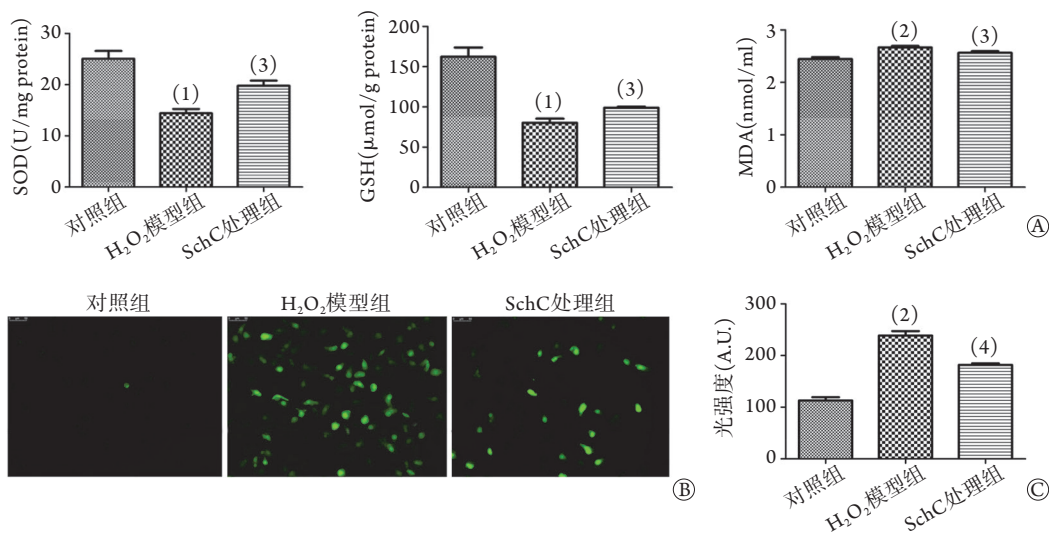 SOD(U/mg protein)
30
20
10
0
(1)
(3)
对照组
H₂O₂模型组
SchC处理组
GSH(μmol/g protein)
200
150
100
50
0
(1)
(3)
对照组
H₂O₂模型组
SchC处理组
MDA(nmol/ml)
3
2
1
0
(2)
(3)
对照组
H₂O₂模型组
SchC处理组
Ⓐ
对照组
H₂O₂模型组
SchC处理组
Ⓑ
光强度(A.U.)
300
200
100
0
(2)
(4)
对照组
H₂O₂模型组
SchC处理组
Ⓒ